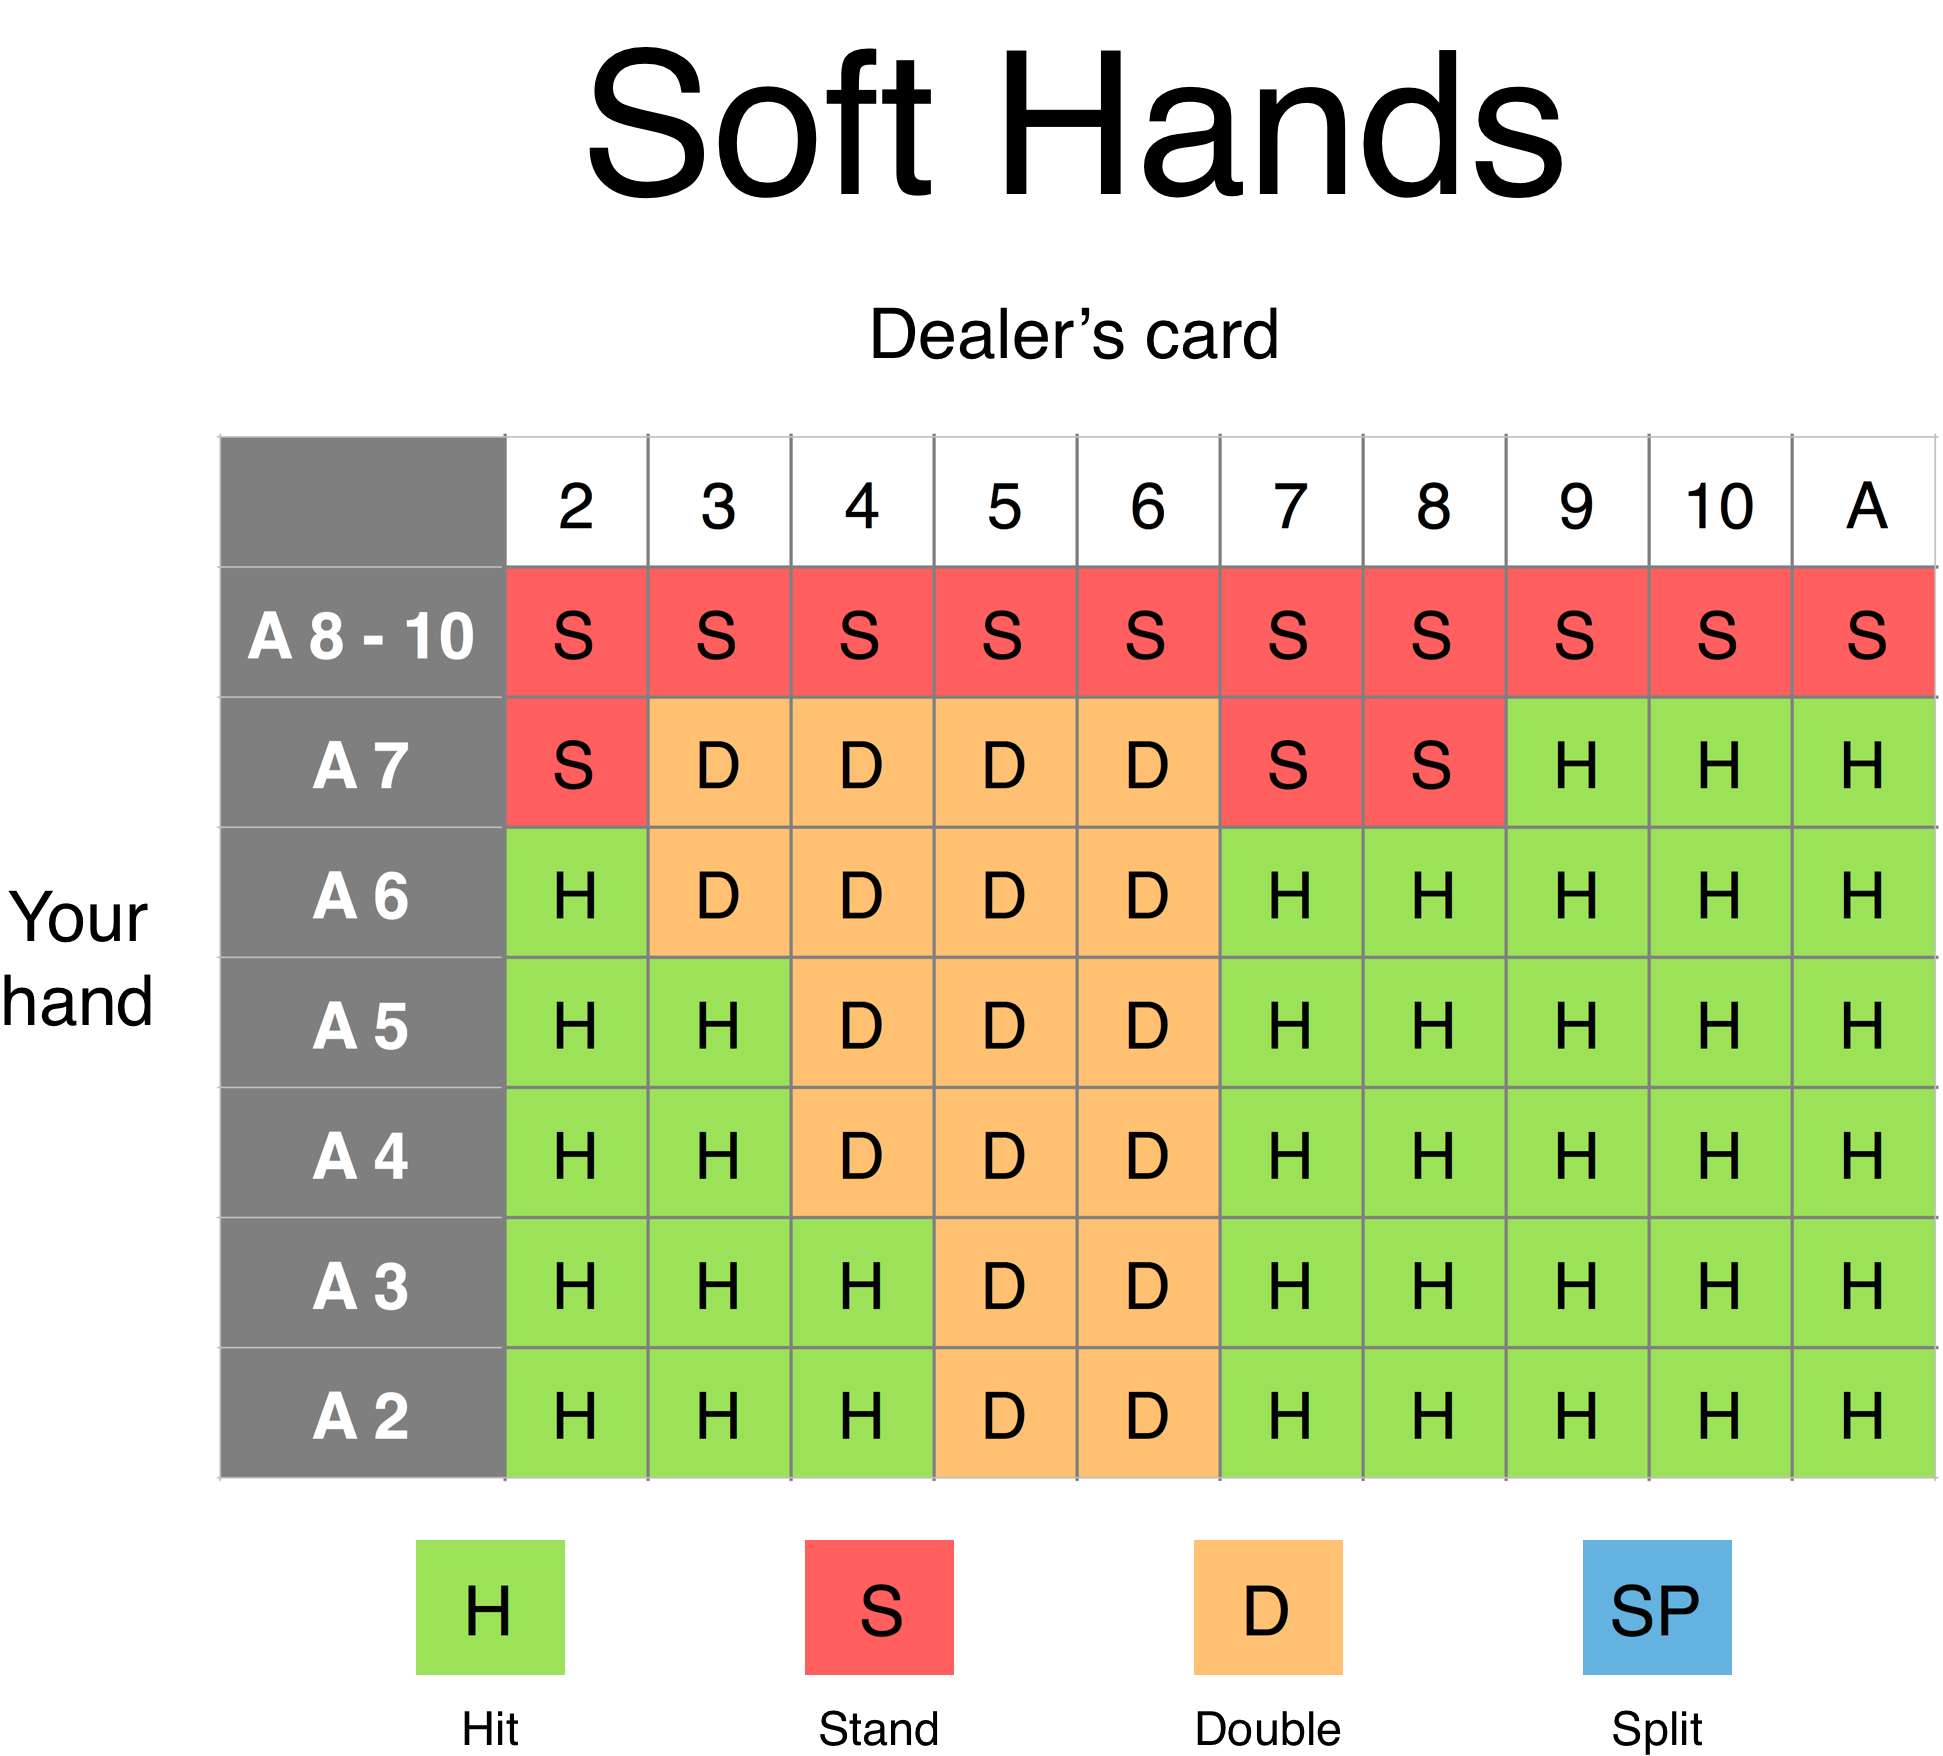 Soft Hands
Dealer’s card
2 3 4 5 6 7 8 9 10 A
A 8 - 10 S S S S S S S S S S
A 7 S D D D D S S H H H
A 6 H D D D D H H H H H
Your
hand
A 5 H H D D D H H H H H
A 4 H H D D D H H H H H
A 3 H H H D D H H H H H
A 2 H H H D D H H H H H
H S D SP
Hit Stand Double Split